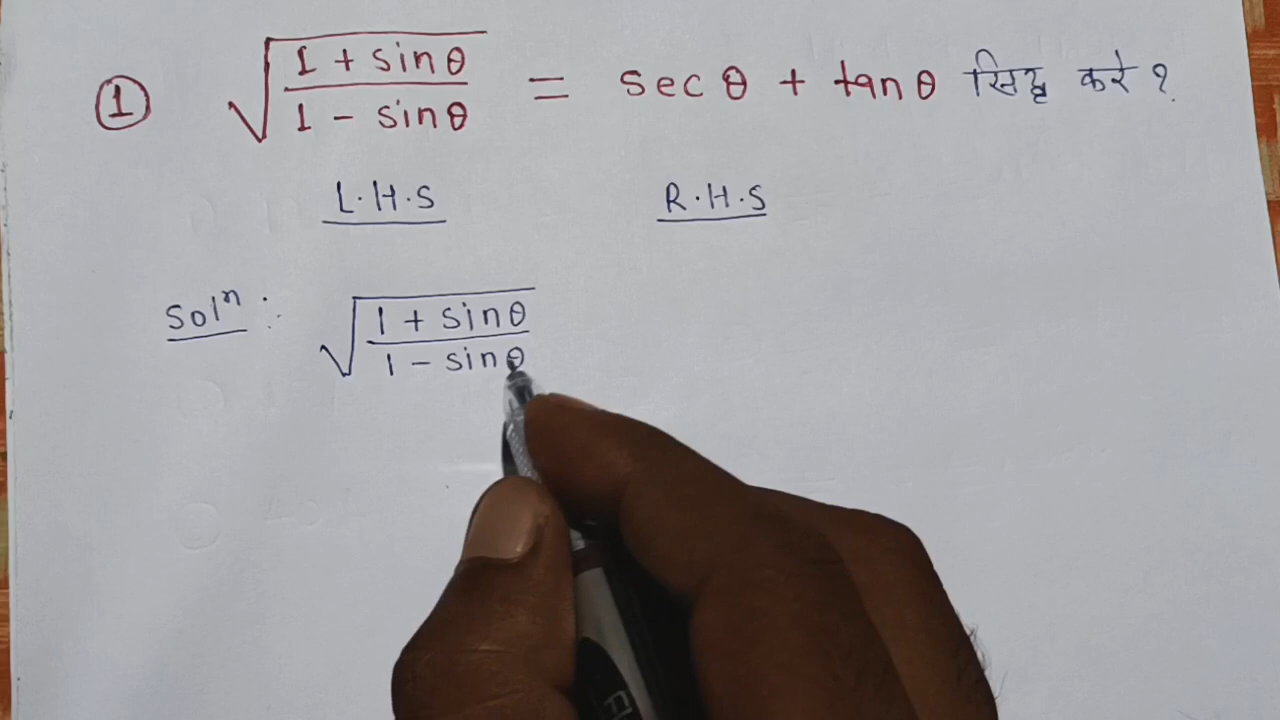 ① √(1 + sinθ / 1 - sinθ) = secθ + tanθ सिद्ध करे ?
L.H.S R.H.S
Solⁿ : √(1 + sinθ / 1 - sinθ)